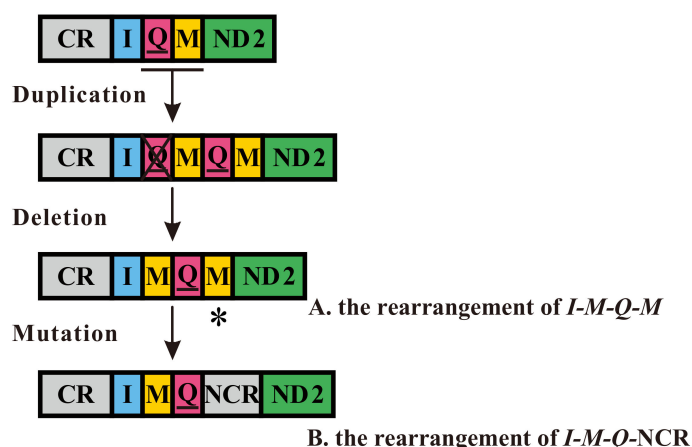 CR I Q M ND2
Duplication
CR I Q M Q M ND2
Deletion
CR I M Q M ND2
*
A. the rearrangement of I-M-Q-M
Mutation
CR I M Q NCR ND2
B. the rearrangement of I-M-Q-NCR